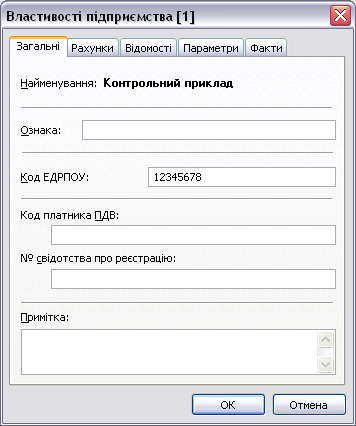 Властивості підприємства [1]
Загальні Рахунки Відомості Параметри Факти
Найменування: Контрольний приклад
Ознака:
Код ЕДРПОУ: 12345678
Код платника ПДВ:
№ свідотства про реєстрацію:
Примітка:
OK Отмена